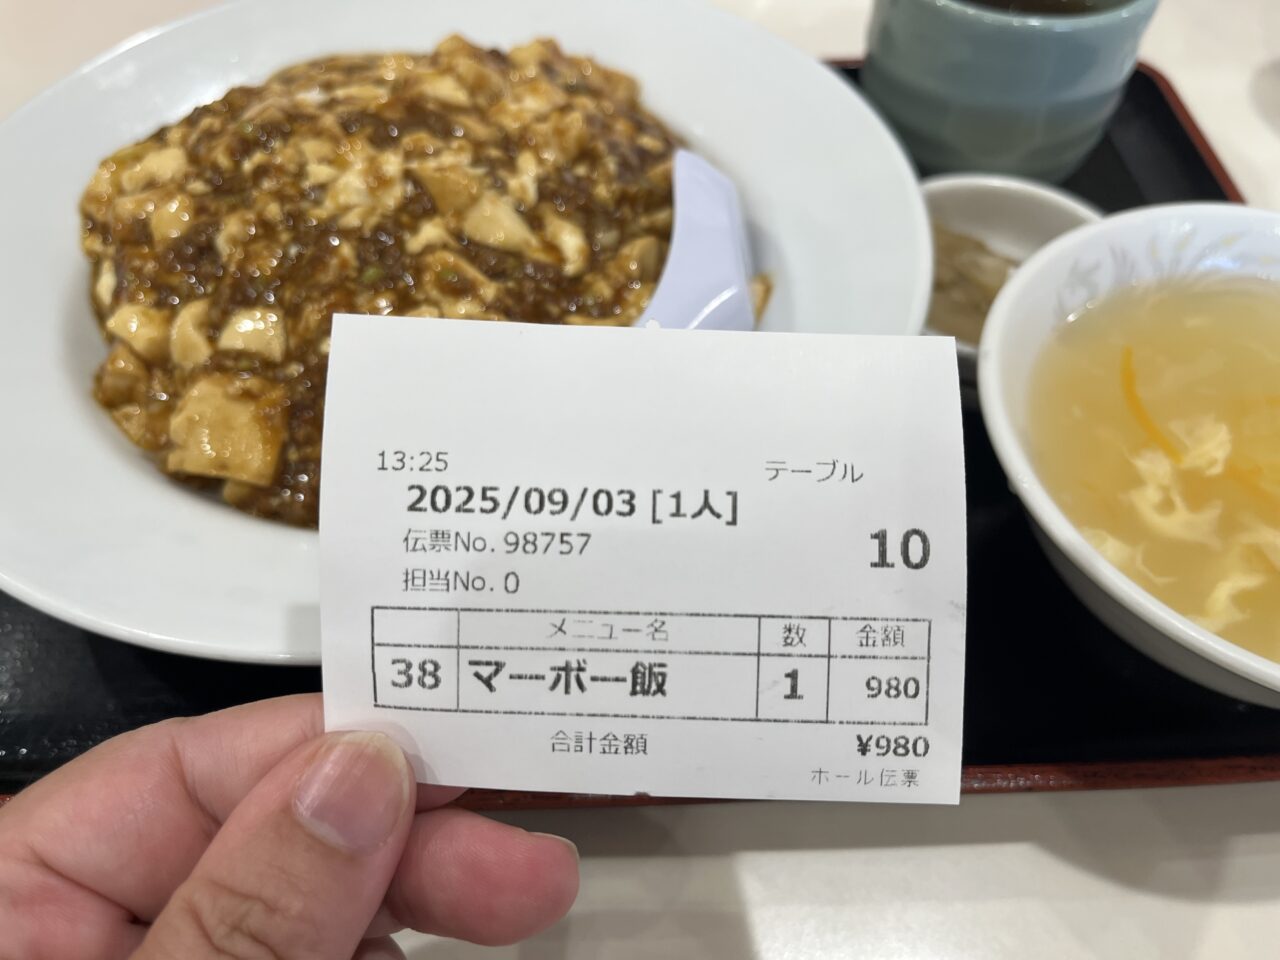 13:25
テーブル
2025/09/03 [1人]
伝票No. 98757
10
担当No. 0
メニュー名 数 金額
38 マーボー飯 1 980
合計金額 ¥980
ホール伝票